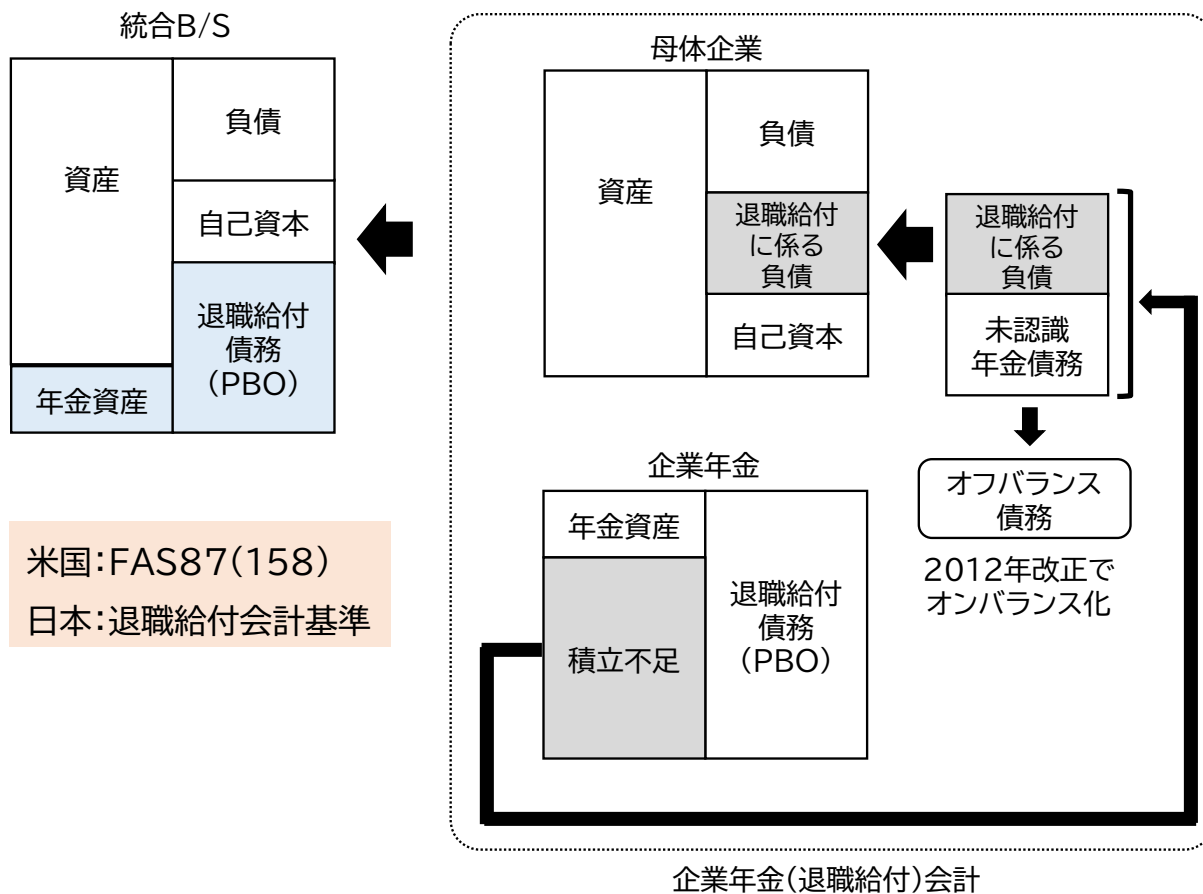 統合B/S
資産
負債
自己資本
年金資産
退職給付
債務
(PBO)
母体企業
資産
負債
退職給付
に係る
負債
自己資本
退職給付
に係る
負債
未認識
年金債務
オフバランス
債務
2012年改正で
オンバランス化
企業年金
年金資産
積立不足
退職給付
債務
(PBO)
米国:FAS87(158)
日本:退職給付会計基準
企業年金(退職給付)会計